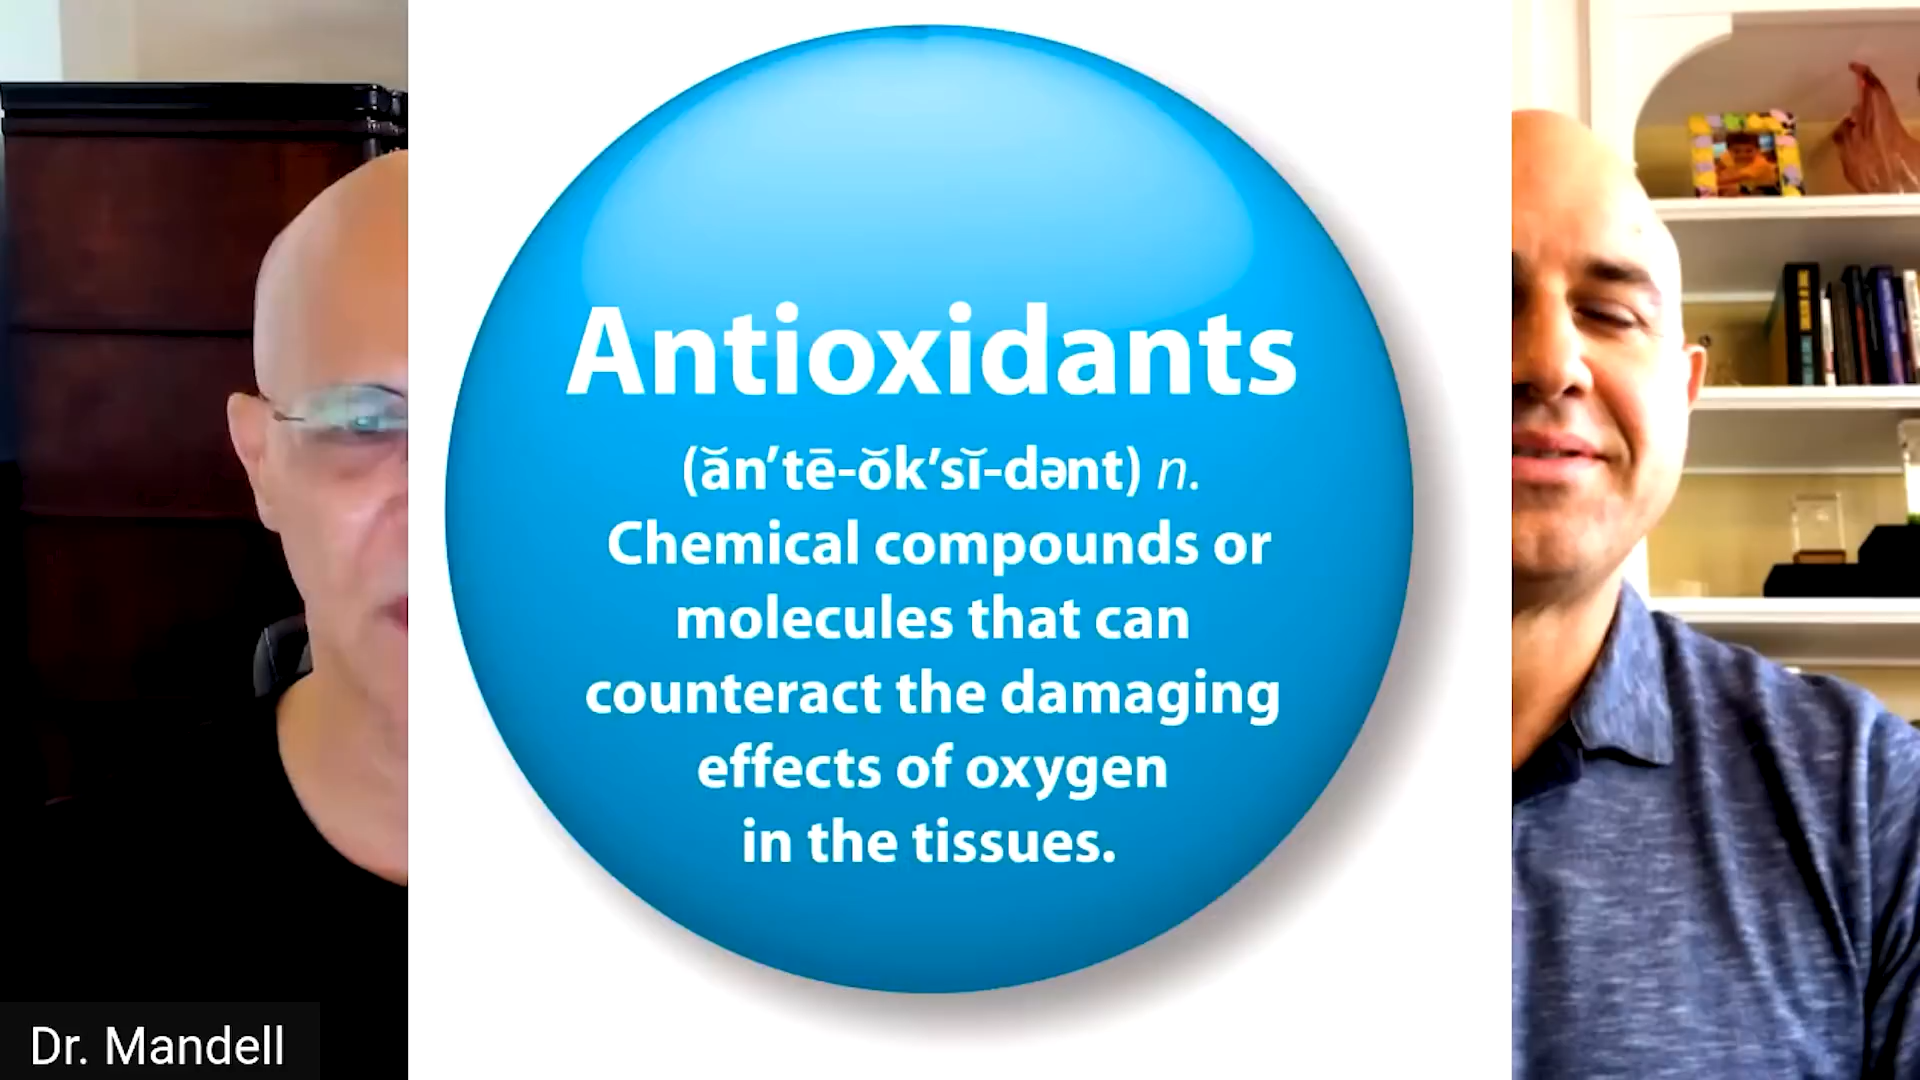 Antioxidants
(ăn’tē-ŏk’sĭ-dənt) n.
Chemical compounds or
molecules that can
counteract the damaging
effects of oxygen
in the tissues.
Dr. Mandell